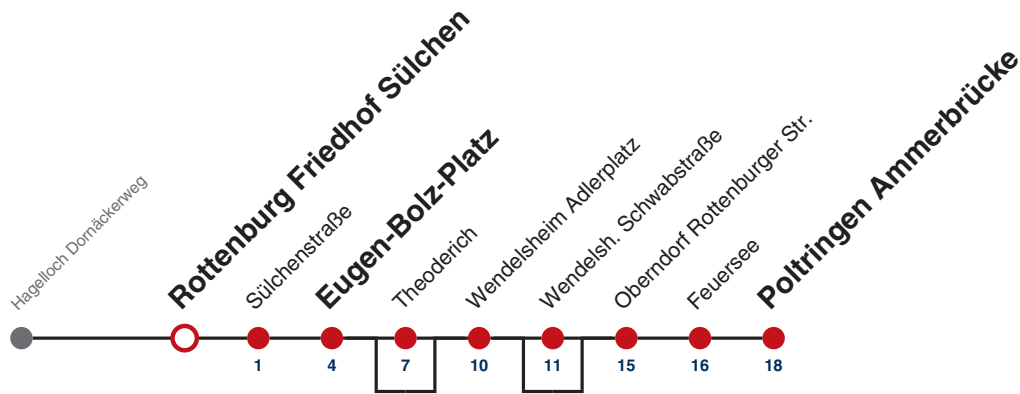 Hagelloch Dornäckerweg
Rottenburg Friedhof Sülchen
Sülchenstraße
Eugen-Bolz-Platz
Theoderich
Wendelsheim Adlerplatz
Wendelsh. Schwabstraße
Oberndorf Rottenburger Str.
Feuersee
Poltringen Ammerbrücke
1 4 7 10 11 15 16 18